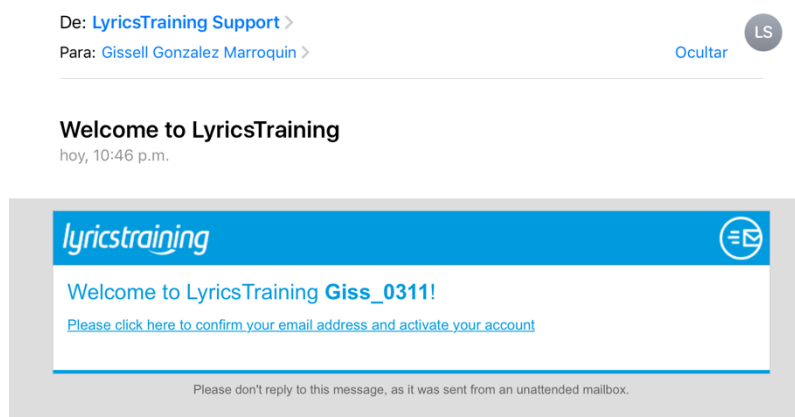 De: LyricsTraining Support >
LS
Para: Gissell Gonzalez Marroquin >
Ocultar
Welcome to LyricsTraining
hoy, 10:46 p.m.
lyricstraining
Welcome to LyricsTraining Giss_0311!
Please click here to confirm your email address and activate your account
Please don't reply to this message, as it was sent from an unattended mailbox.